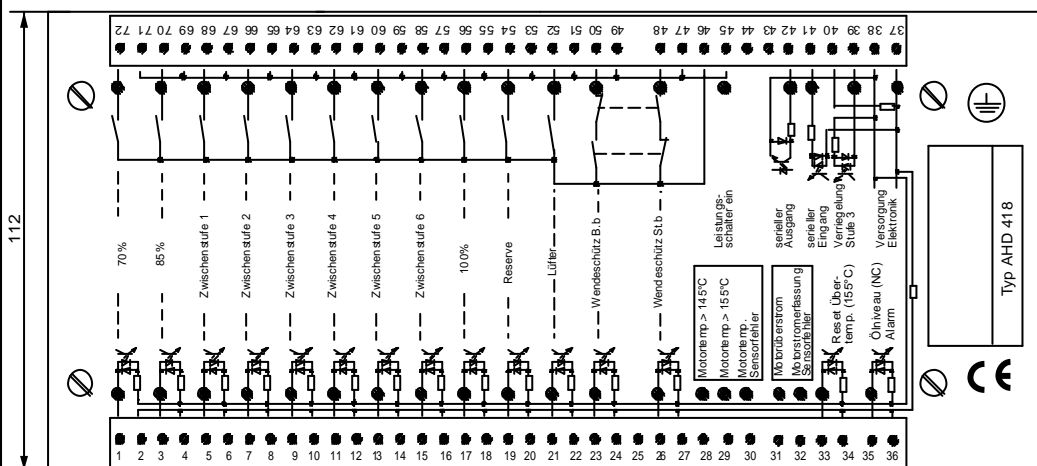 72 71 70 69 68 67 66 65 64 63 62 61 60 59 58 57 56 55 54 53 52 51 50 49 48 47 46 45 44 43 42 41 40 39 38 37
112
70%
85%
Zwischenstufe 1
Zwischenstufe 2
Zwischenstufe 3
Zwischenstufe 4
Zwischenstufe 5
Zwischenstufe 6
100%
Reserve
Lüfter
Wendeschütz B.b
Wendeschütz St.b
Leistungs-
schalter ein
serieller
Ausgang
serieller
Eingang
Verriegelung
Stufe 3
Versorgung
Elektronik
Motortemp > 145°C
Motortemp > 155°C
Motortemp.
Sensorfehler
Motorüberstrom
Motorstromerfassung
Sensorfehler
Reset Über-
temp. (155°C)
Ölniveau (NC)
Alarm
Typ AHD 418
CE
1 2 3 4 5 6 7 8 9 10 11 12 13 14 15 16 17 18 19 20 21 22 23 24 25 26 27 28 29 30 31 32 33 34 35 36